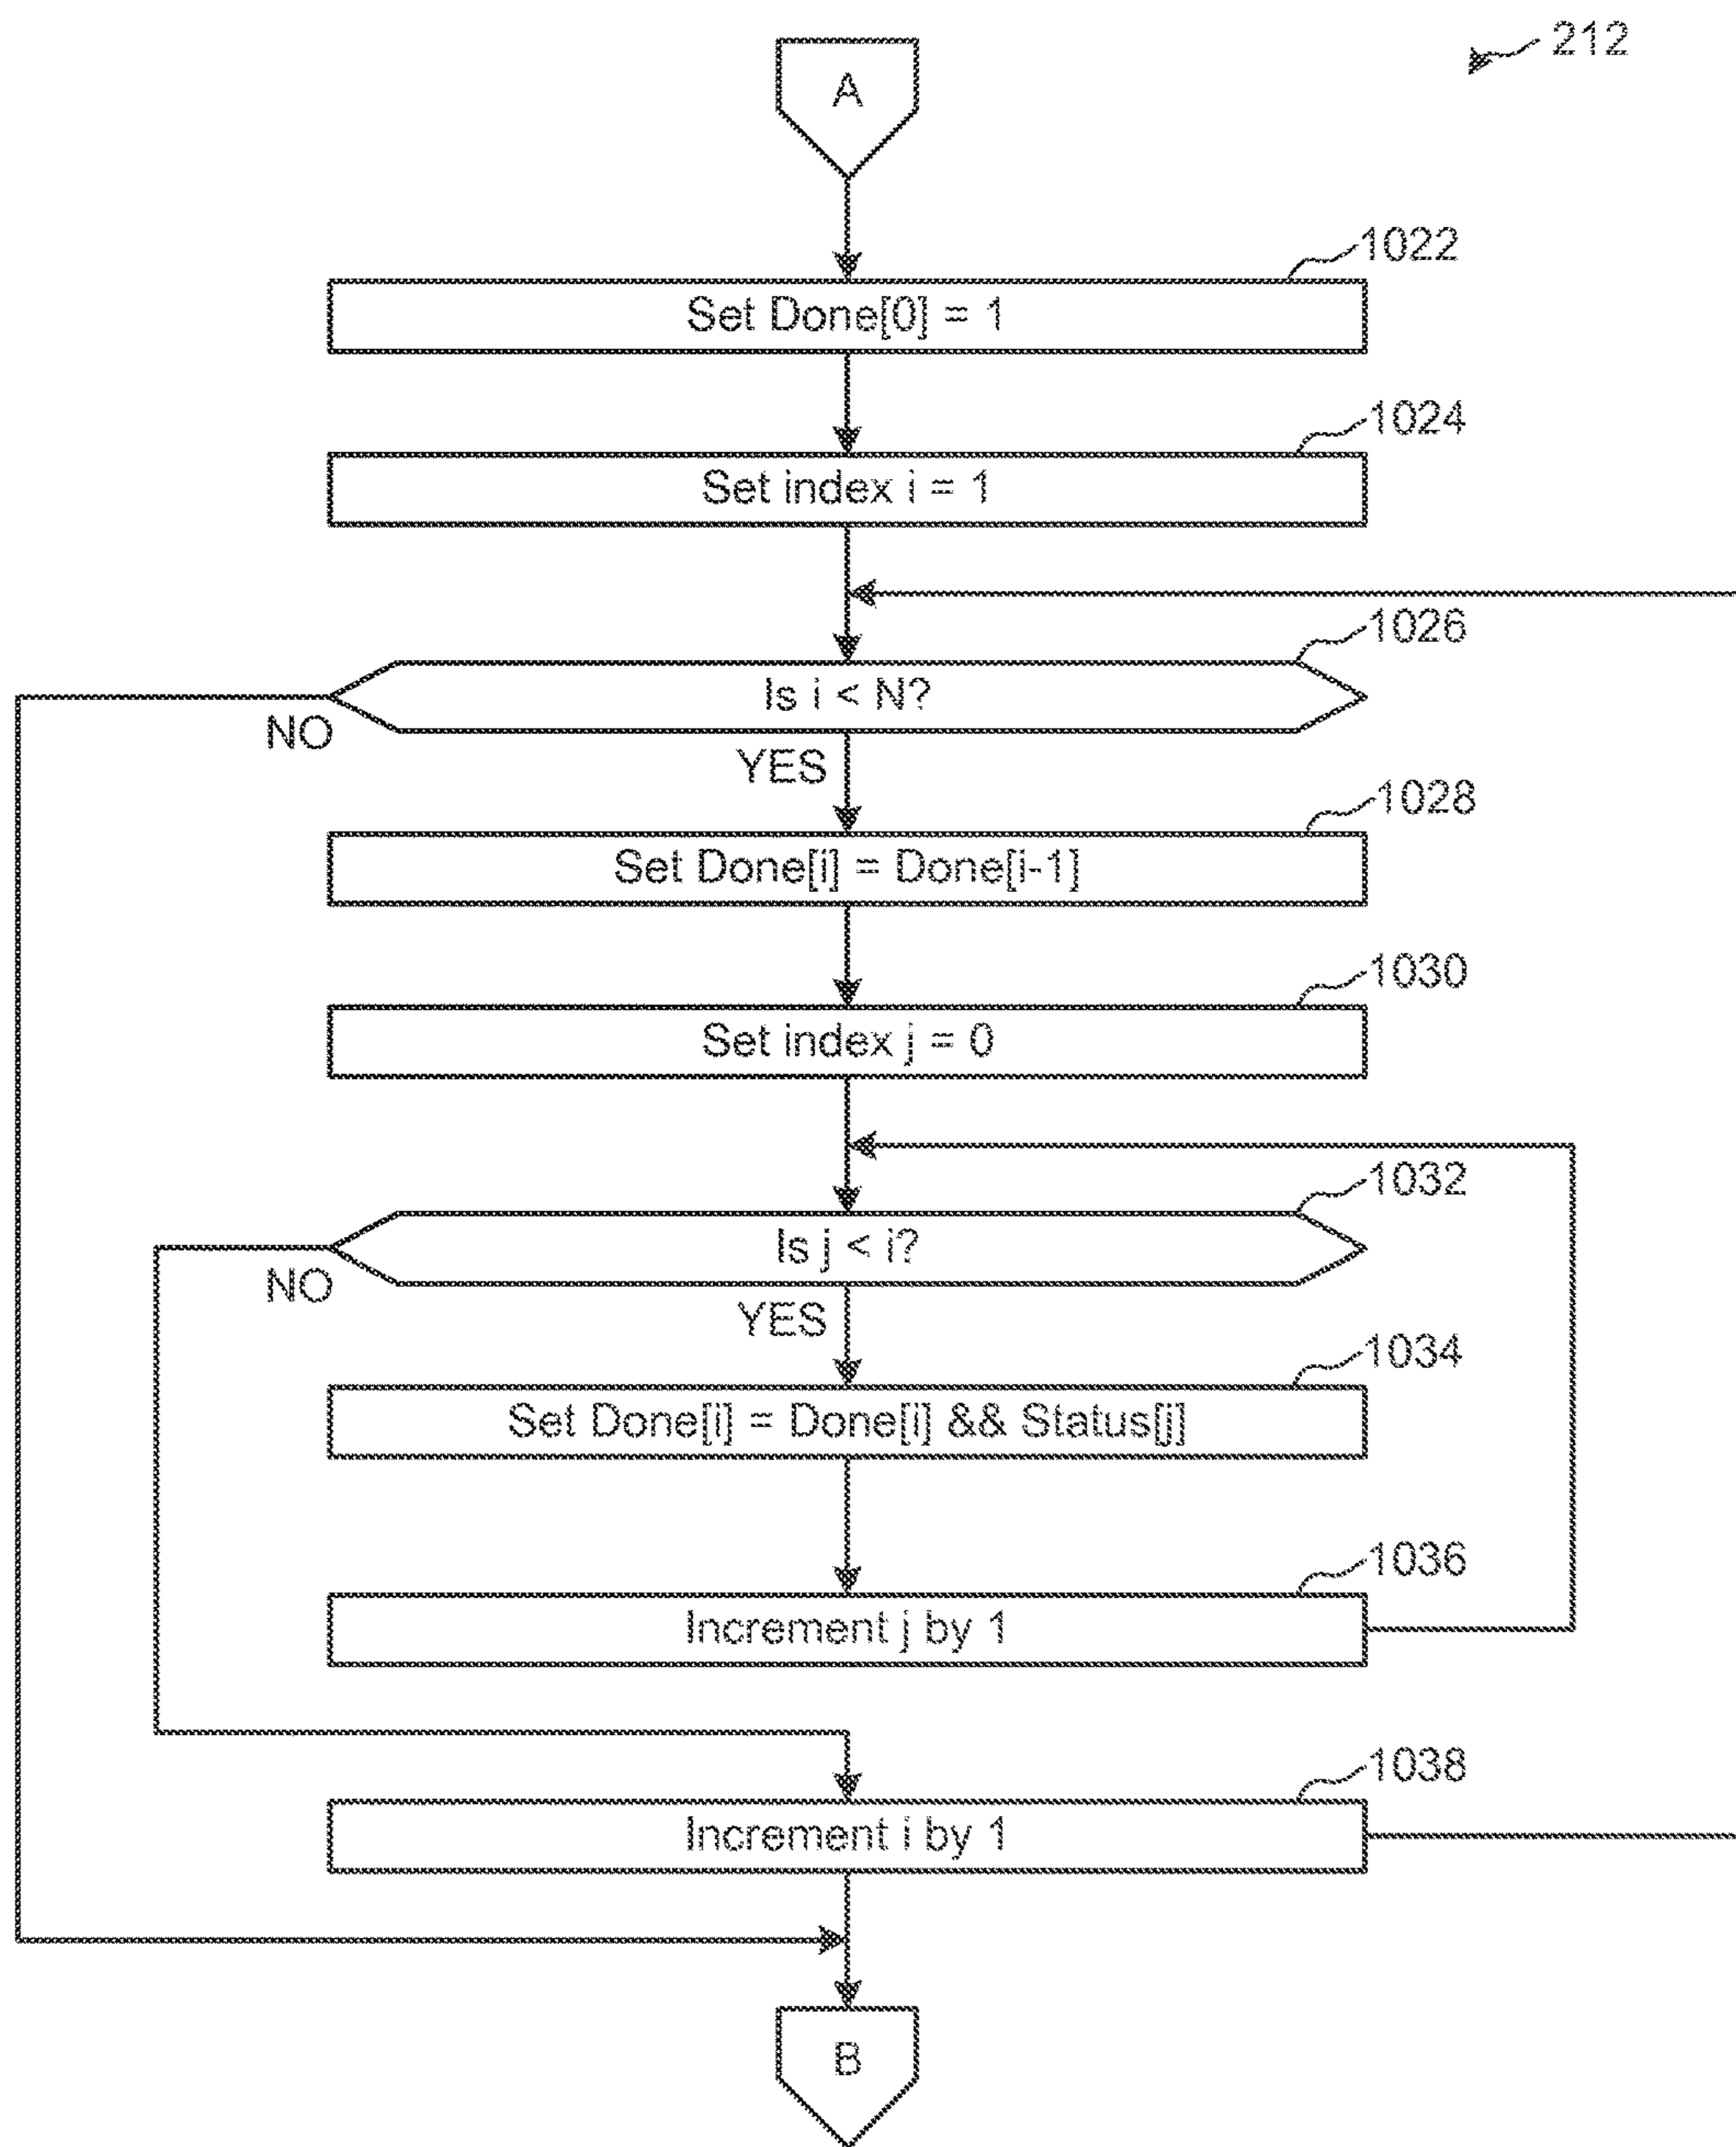 212
A
1022
Set Done[0] = 1
1024
Set index i = 1
1026
Is i < N?
NO
YES
1028
Set Done[i] = Done[i-1]
1030
Set index j = 0
1032
Is j < i?
NO
YES
1034
Set Done[i] = Done[i] && Status[j]
1036
Increment j by 1
1038
Increment i by 1
B